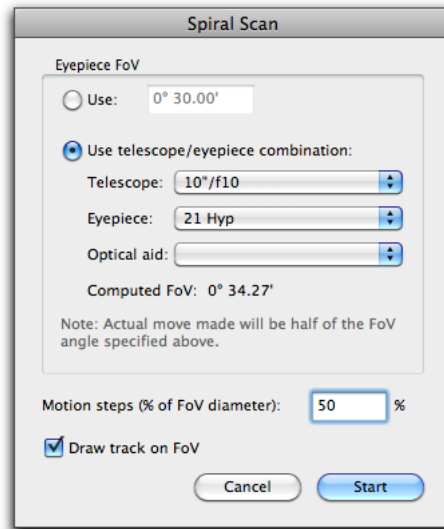 Spiral Scan
Eyepiece FoV
Use: 0° 30.00'
Use telescope/eyepiece combination:
Telescope: 10"/f10
Eyepiece: 21 Hyp
Optical aid:
Computed FoV: 0° 34.27'
Note: Actual move made will be half of the FoV
angle specified above.
Motion steps (% of FoV diameter): 50 %
Draw track on FoV
Cancel Start